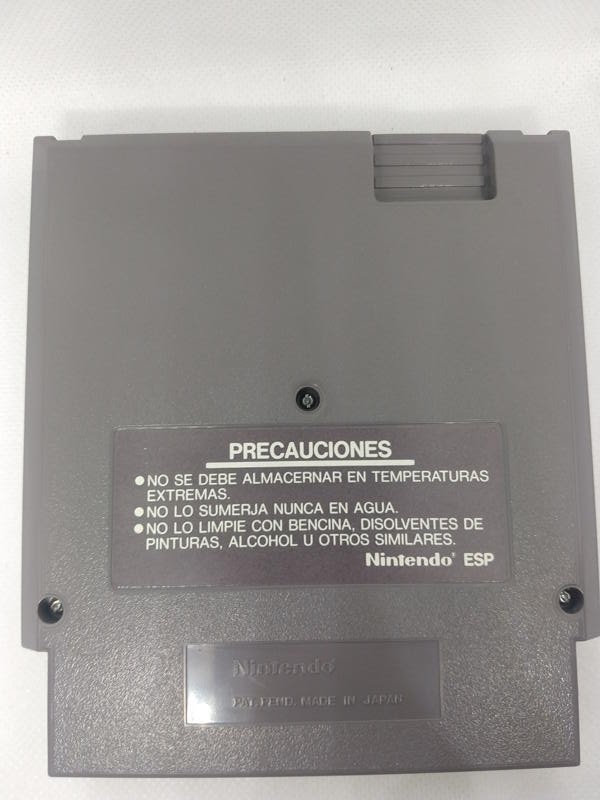 PRECAUCIONES
●NO SE DEBE ALMACERNAR EN TEMPERATURAS
EXTREMAS.
●NO LO SUMERJA NUNCA EN AGUA.
●NO LO LIMPIE CON BENCINA, DISOLVENTES DE
PINTURAS, ALCOHOL U OTROS SIMILARES.
Nintendo® ESP
Nintendo
PAT. PEND. MADE IN JAPAN